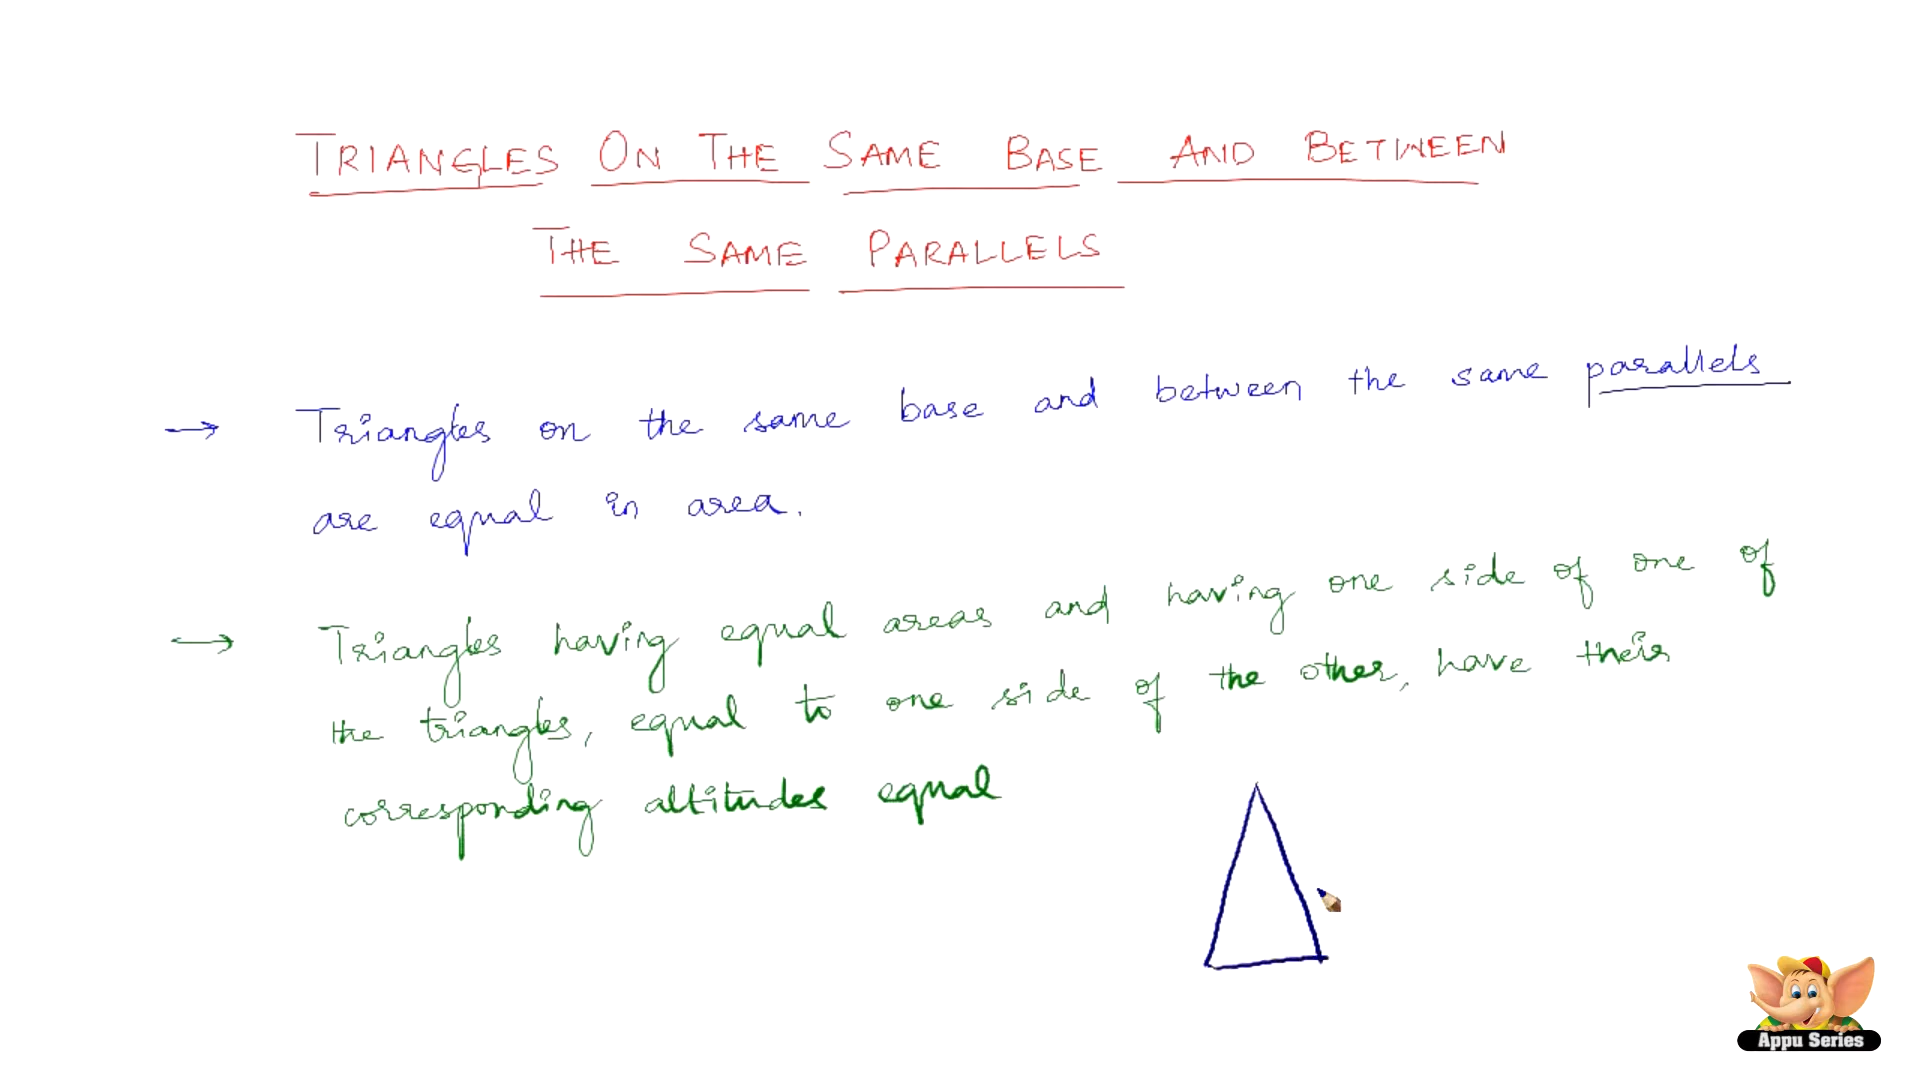 TRIANGLES ON THE SAME BASE AND BETWEEN
THE SAME PARALLELS
→ Triangles on the same base and between the same parallels
are equal in area.
→ Triangles having equal areas and having one side of one of
the triangles, equal to one side of the other, have their
corresponding altitudes equal
Appu Series